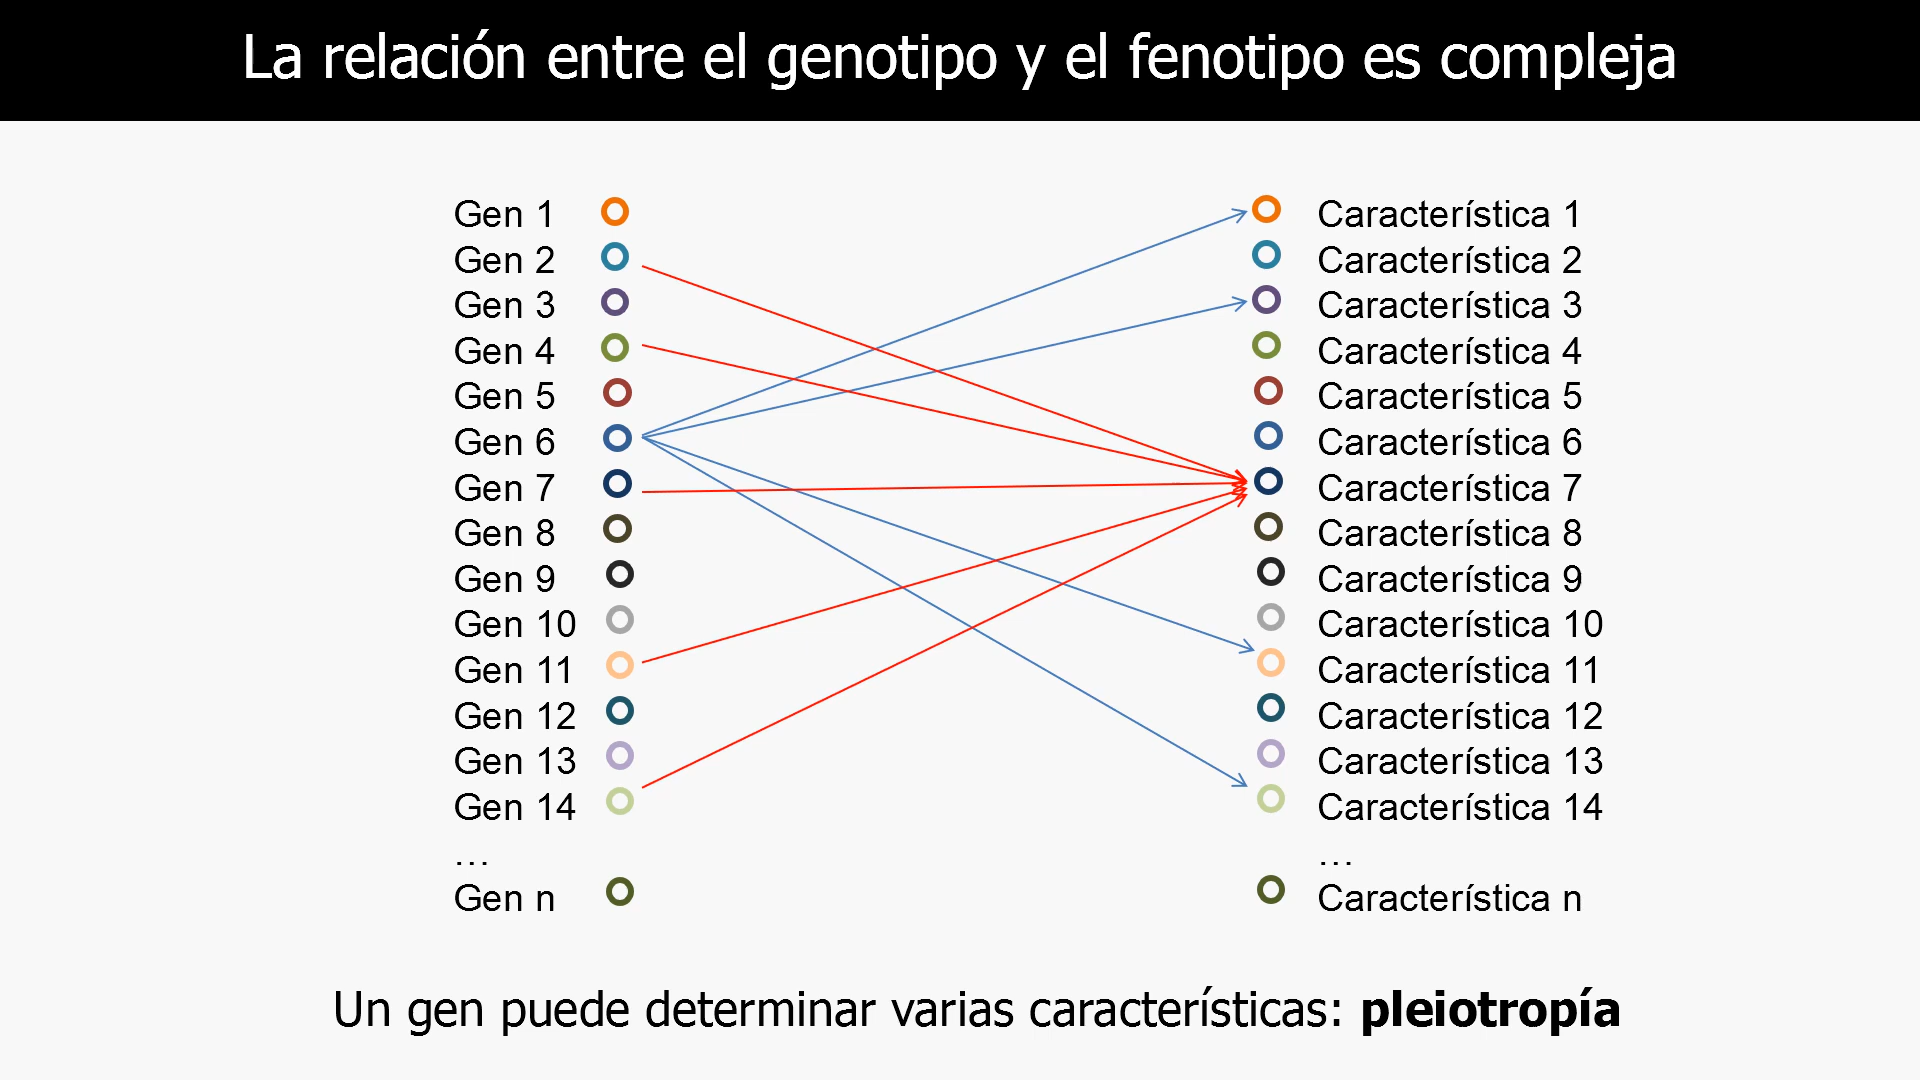 La relación entre el genotipo y el fenotipo es compleja
Gen 1
Gen 2
Gen 3
Gen 4
Gen 5
Gen 6
Gen 7
Gen 8
Gen 9
Gen 10
Gen 11
Gen 12
Gen 13
Gen 14
…
Gen n
Característica 1
Característica 2
Característica 3
Característica 4
Característica 5
Característica 6
Característica 7
Característica 8
Característica 9
Característica 10
Característica 11
Característica 12
Característica 13
Característica 14
…
Característica n
Un gen puede determinar varias características: pleiotropía